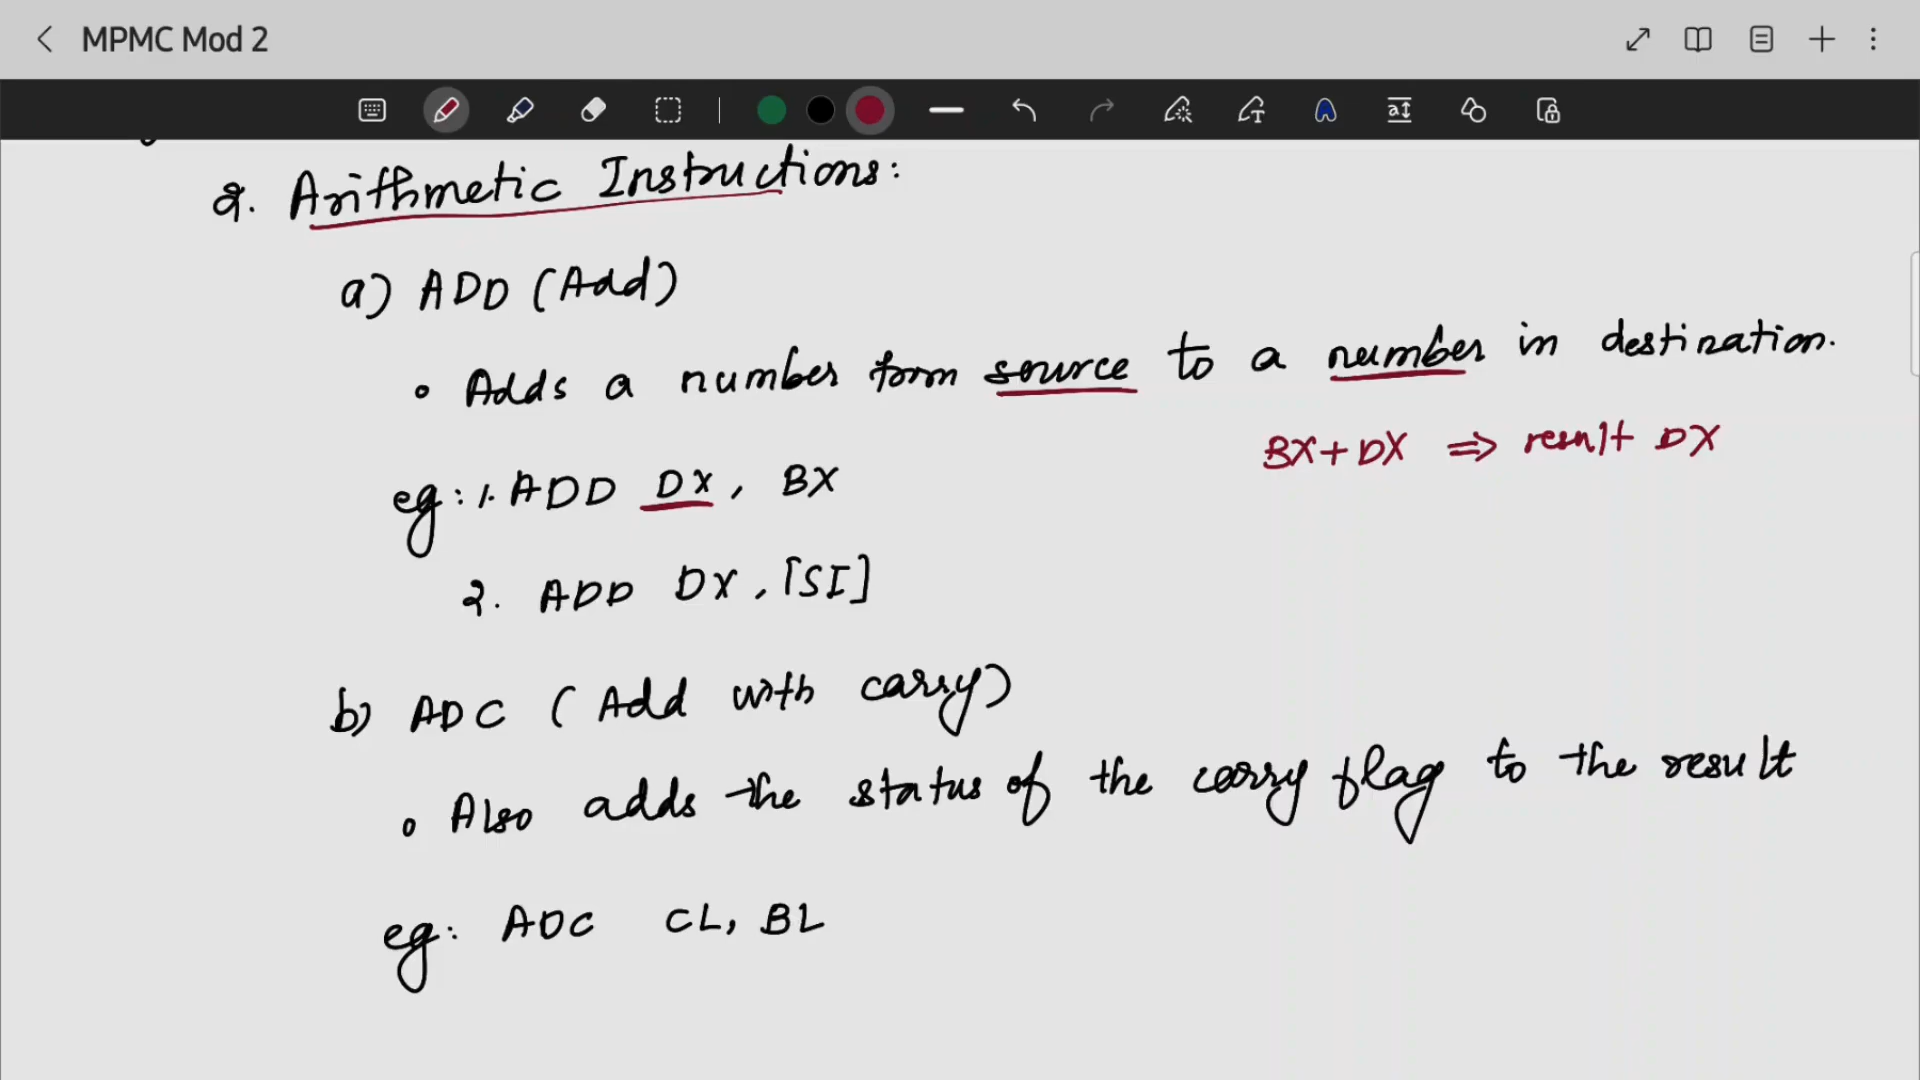 MPMC Mod 2
2. Arithmetic Instructions:
a) ADD (Add)
• Adds a number form source to a number in destination.
BX+DX ⇒ result DX
eg: 1. ADD DX, BX
2. ADD DX, [SI]
b) ADC (Add with carry)
• Also adds the status of the carry flag to the result
eg: ADC CL, BL